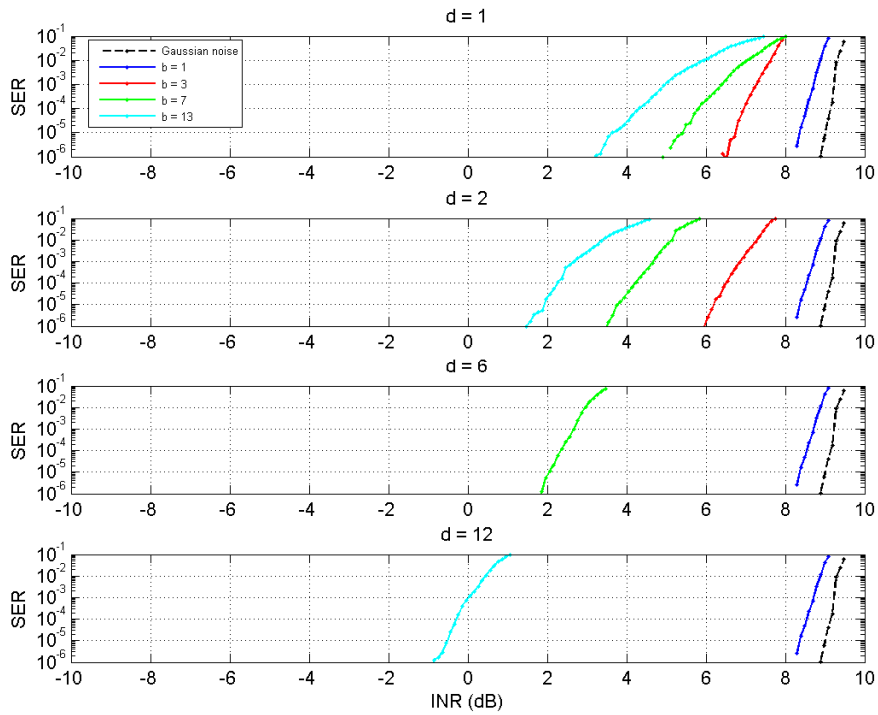 d = 1
SER
10^-1
10^-2
10^-3
10^-4
10^-5
10^-6
Gaussian noise
b = 1
b = 3
b = 7
b = 13
-10 -8 -6 -4 -2 0 2 4 6 8 10
d = 2
SER
10^-1
10^-2
10^-3
10^-4
10^-5
10^-6
-10 -8 -6 -4 -2 0 2 4 6 8 10
d = 6
SER
10^-1
10^-2
10^-3
10^-4
10^-5
10^-6
-10 -8 -6 -4 -2 0 2 4 6 8 10
d = 12
SER
10^-1
10^-2
10^-3
10^-4
10^-5
10^-6
-10 -8 -6 -4 -2 0 2 4 6 8 10
INR (dB)